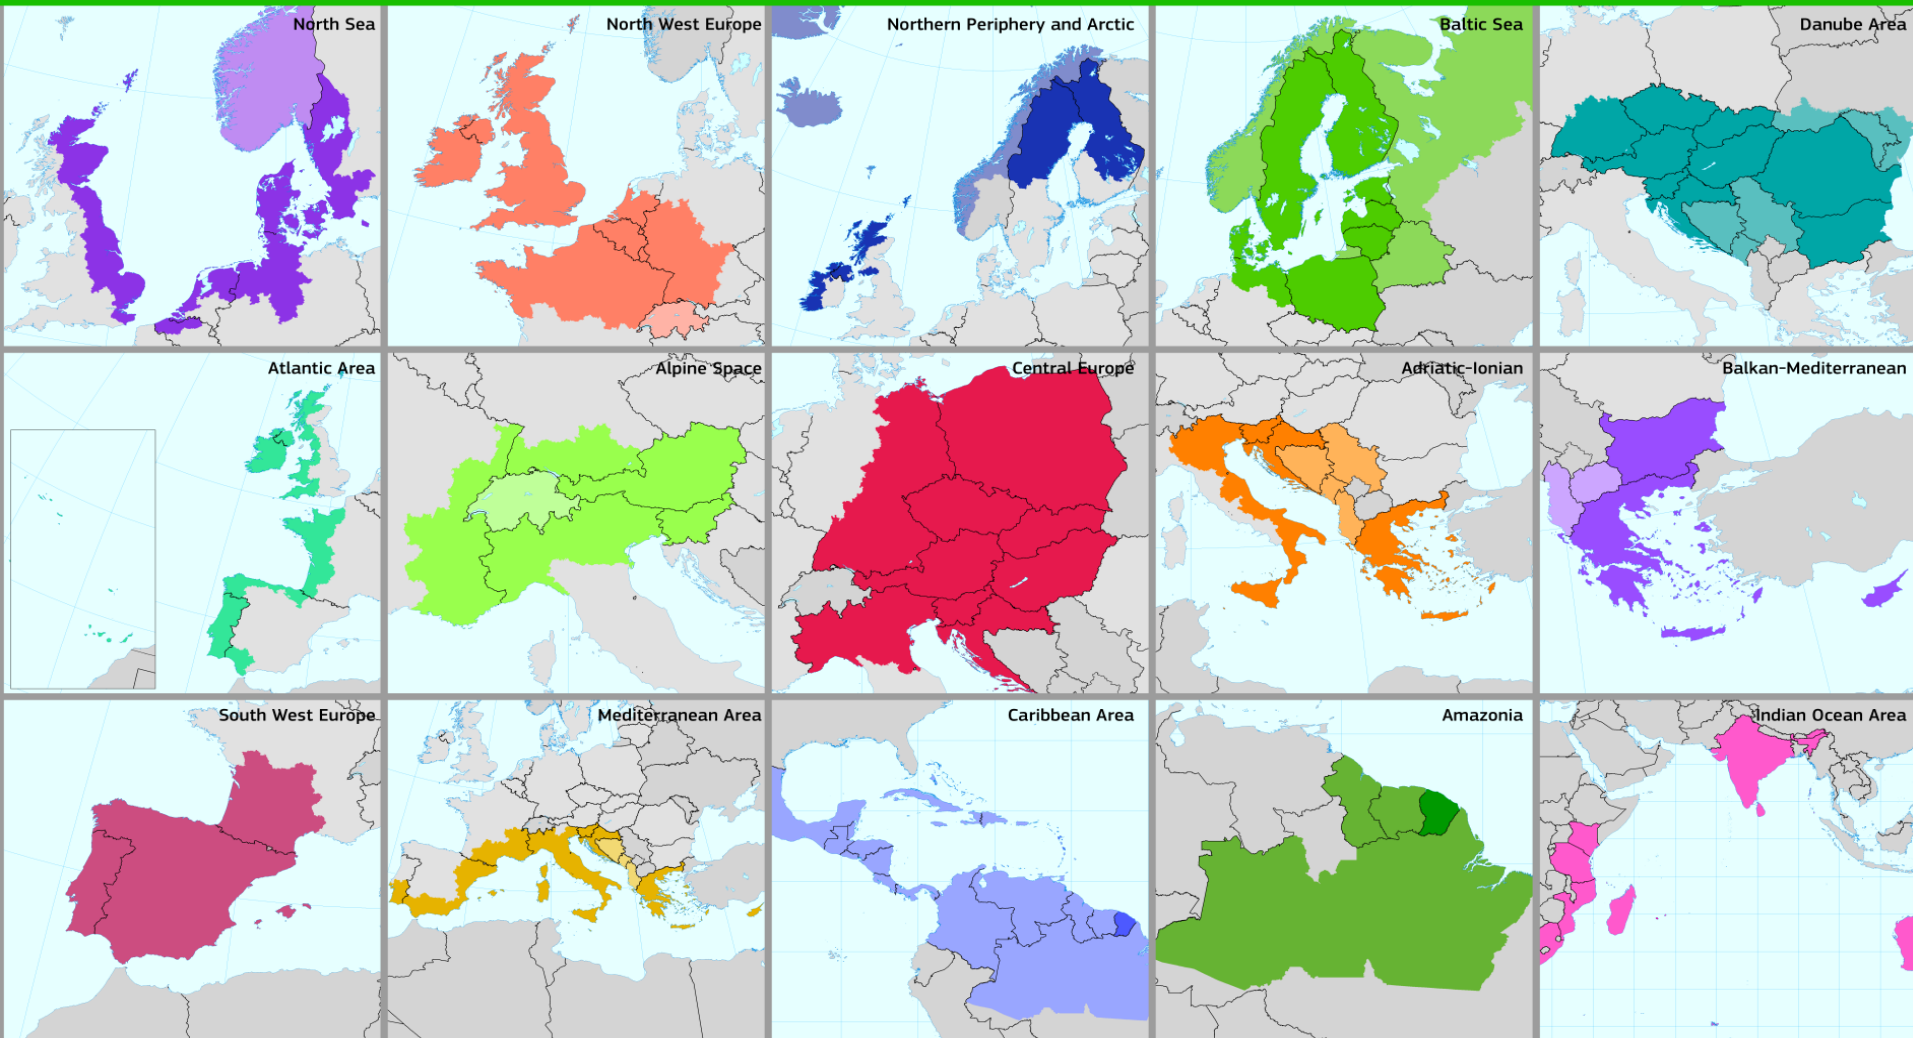 North Sea
North West Europe
Northern Periphery and Arctic
Baltic Sea
Danube Area
Atlantic Area
Alpine Space
Central Europe
Adriatic-Ionian
Balkan-Mediterranean
South West Europe
Mediterranean Area
Caribbean Area
Amazonia
Indian Ocean Area